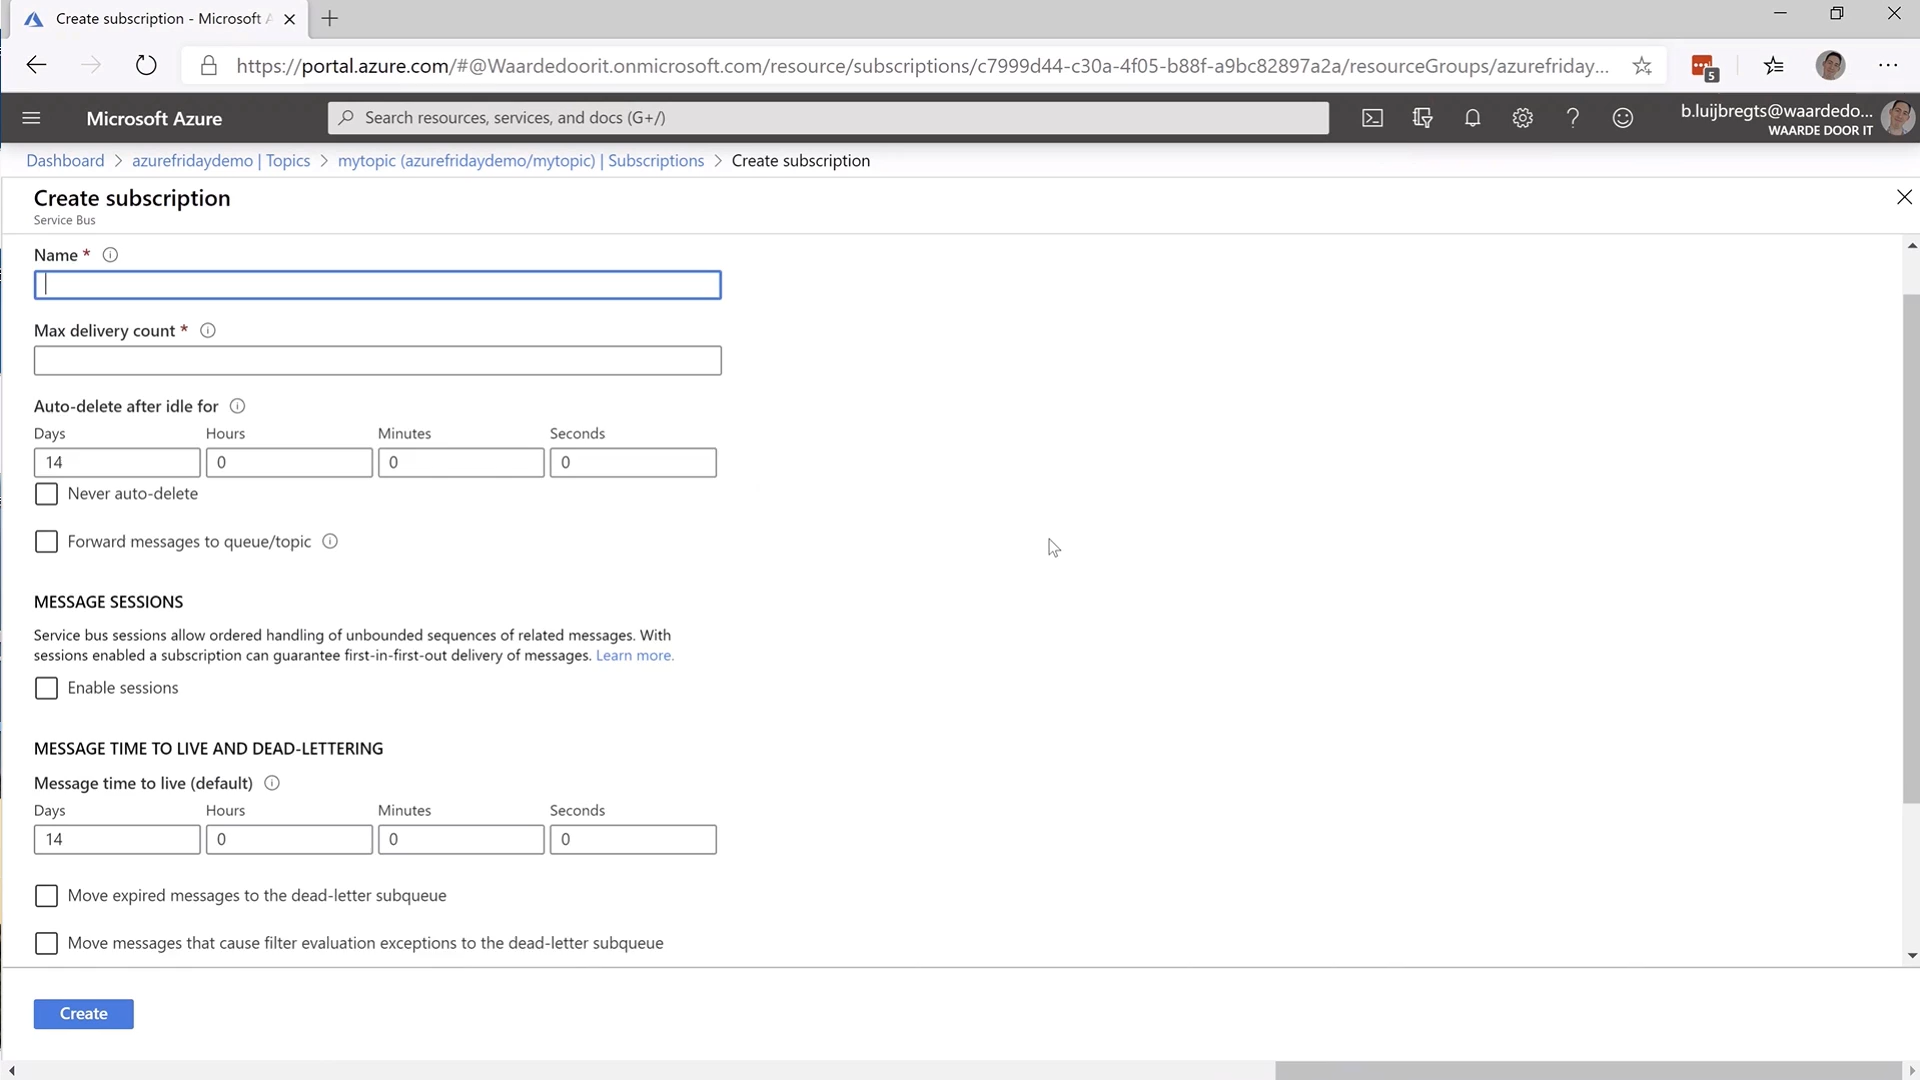 Create subscription - Microsoft A
https://portal.azure.com/#@Waardedoorit.onmicrosoft.com/resource/subscriptions/c7999d44-c30a-4f05-b88f-a9bc82897a2a/resourceGroups/azurefriday...
5
Microsoft Azure
Search resources, services, and docs (G+/)
b.luijbregts@waardedo...
WAARDE DOOR IT
Dashboard > azurefridaydemo | Topics > mytopic (azurefridaydemo/mytopic) | Subscriptions > Create subscription
Create subscription
Service Bus
Name *
Max delivery count *
Auto-delete after idle for
Days Hours Minutes Seconds
14 0 0 0
Never auto-delete
Forward messages to queue/topic
MESSAGE SESSIONS
Service bus sessions allow ordered handling of unbounded sequences of related messages. With
sessions enabled a subscription can guarantee first-in-first-out delivery of messages. Learn more.
Enable sessions
MESSAGE TIME TO LIVE AND DEAD-LETTERING
Message time to live (default)
Days Hours Minutes Seconds
14 0 0 0
Move expired messages to the dead-letter subqueue
Move messages that cause filter evaluation exceptions to the dead-letter subqueue
Create